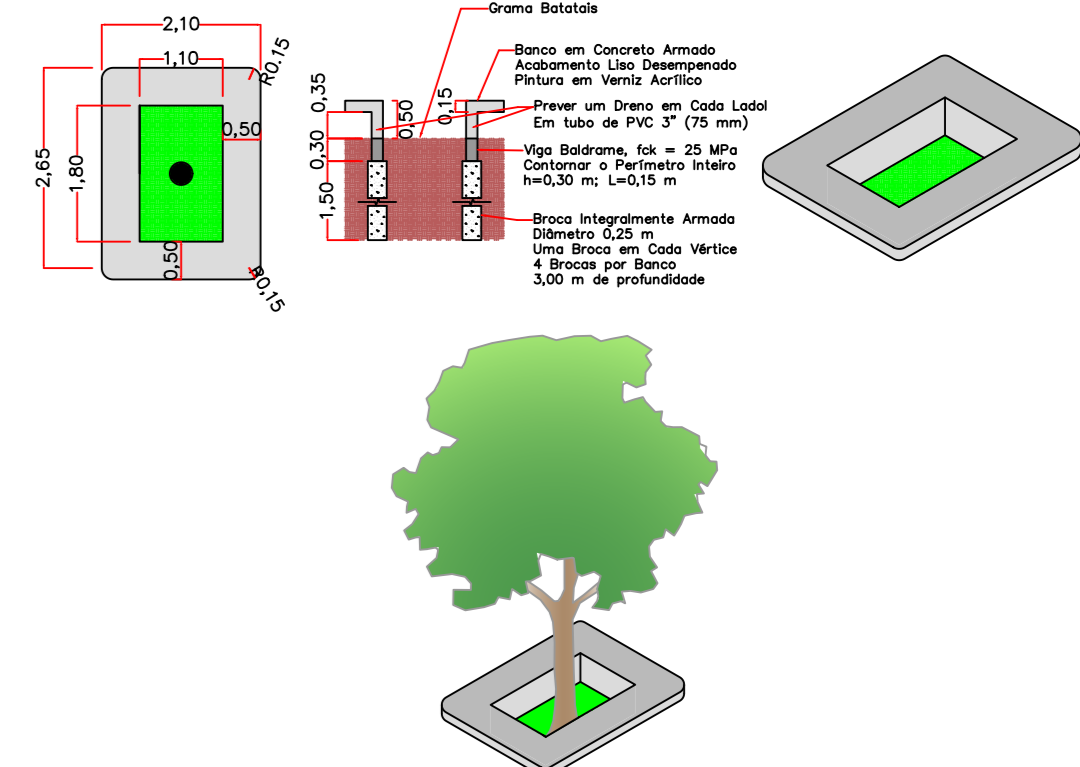 2,10
1,10
R0.15
0,50
2,65
1,80
0,50
R0,15
Grama Batatais
Banco em Concreto Armado
Acabamento Liso Desempenado
Pintura em Verniz Acrílico
0,35
0,50
0,15
Prever um Dreno em Cada Ladol
Em tubo de PVC 3" (75 mm)
0,30
Viga Baldrame, fck = 25 MPa
Contornar o Perímetro Inteiro
h=0,30 m; L=0,15 m
1,50
Broca Integralmente Armada
Diâmetro 0,25 m
Uma Broca em Cada Vértice
4 Brocas por Banco
3,00 m de profundidade